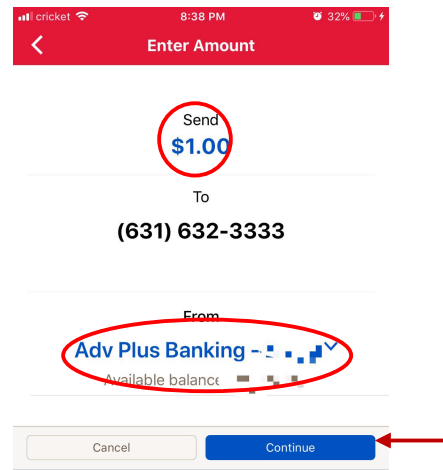 cricket 8:38 PM 32%
Enter Amount
Send
$1.00
To
(631) 632-3333
From
Adv Plus Banking -
Available balance
Cancel Continue